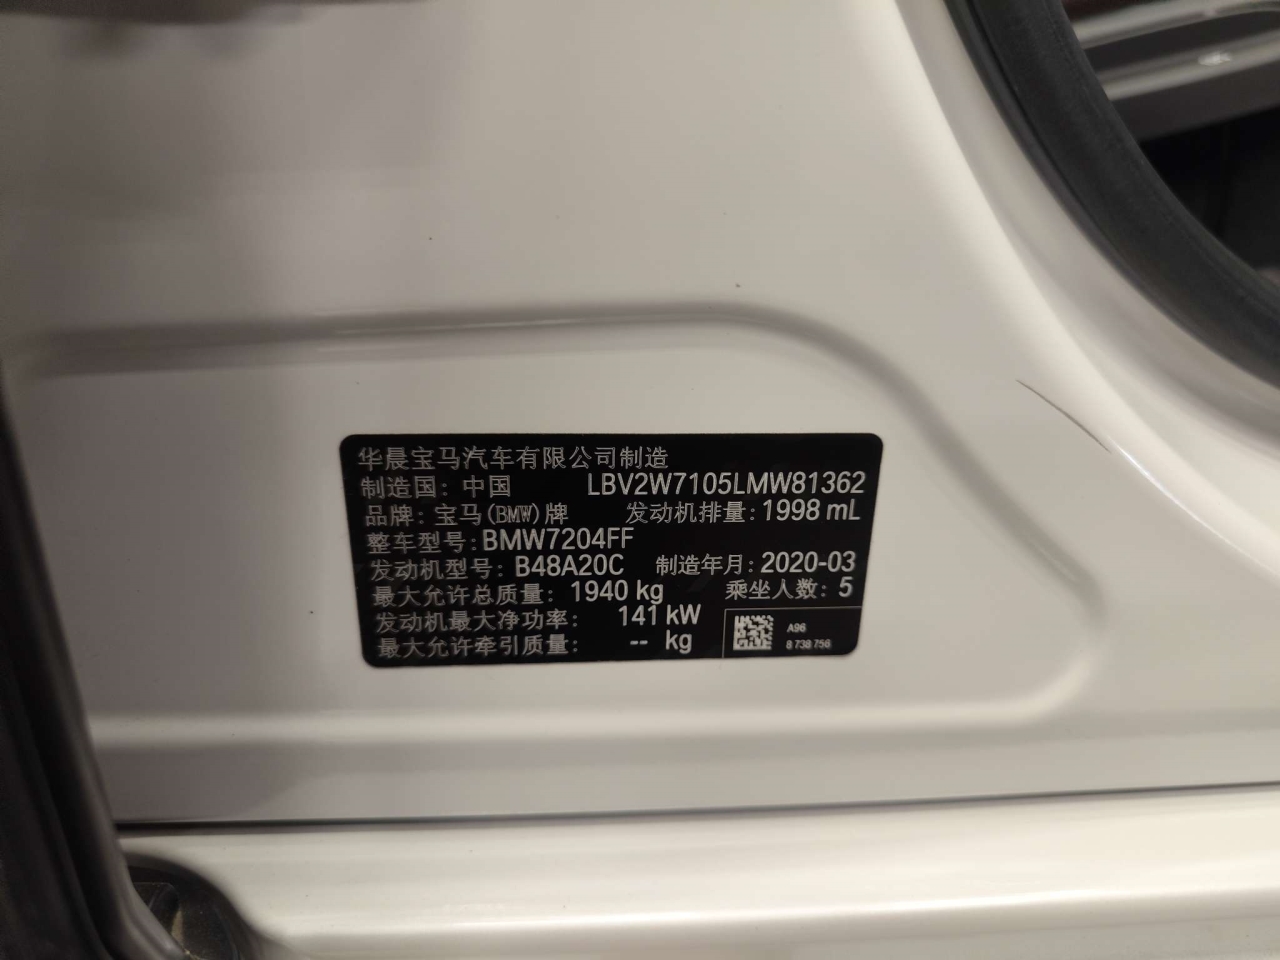 华晨宝马汽车有限公司制造
制造国: 中国 LBV2W7105LMW81362
品牌: 宝马(BMW)牌 发动机排量: 1998 mL
整车型号: BMW7204FF
发动机型号: B48A20C 制造年月: 2020-03
最大允许总质量: 1940 kg 乘坐人数: 5
发动机最大净功率: 141 kW
最大允许牵引质量: -- kg
A96
8 738 756